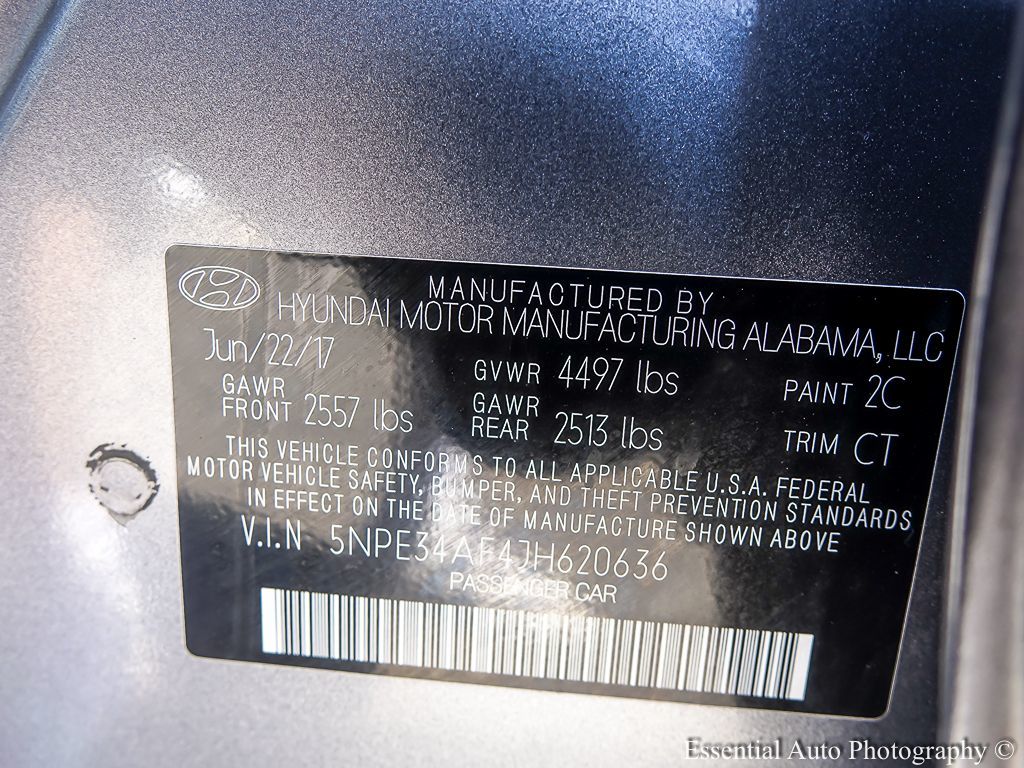 MANUFACTURED BY
HYUNDAI MOTOR MANUFACTURING ALABAMA, LLC
Jun/22/17 GVWR 4497 lbs PAINT 2C
GAWR FRONT 2557 lbs GAWR REAR 2513 lbs TRIM CT
THIS VEHICLE CONFORMS TO ALL APPLICABLE U.S.A. FEDERAL
MOTOR VEHICLE SAFETY, BUMPER, AND THEFT PREVENTION STANDARDS
IN EFFECT ON THE DATE OF MANUFACTURE SHOWN ABOVE
V.I.N 5NPE34AF4JH620636
PASSENGER CAR
Essential Auto Photography ©